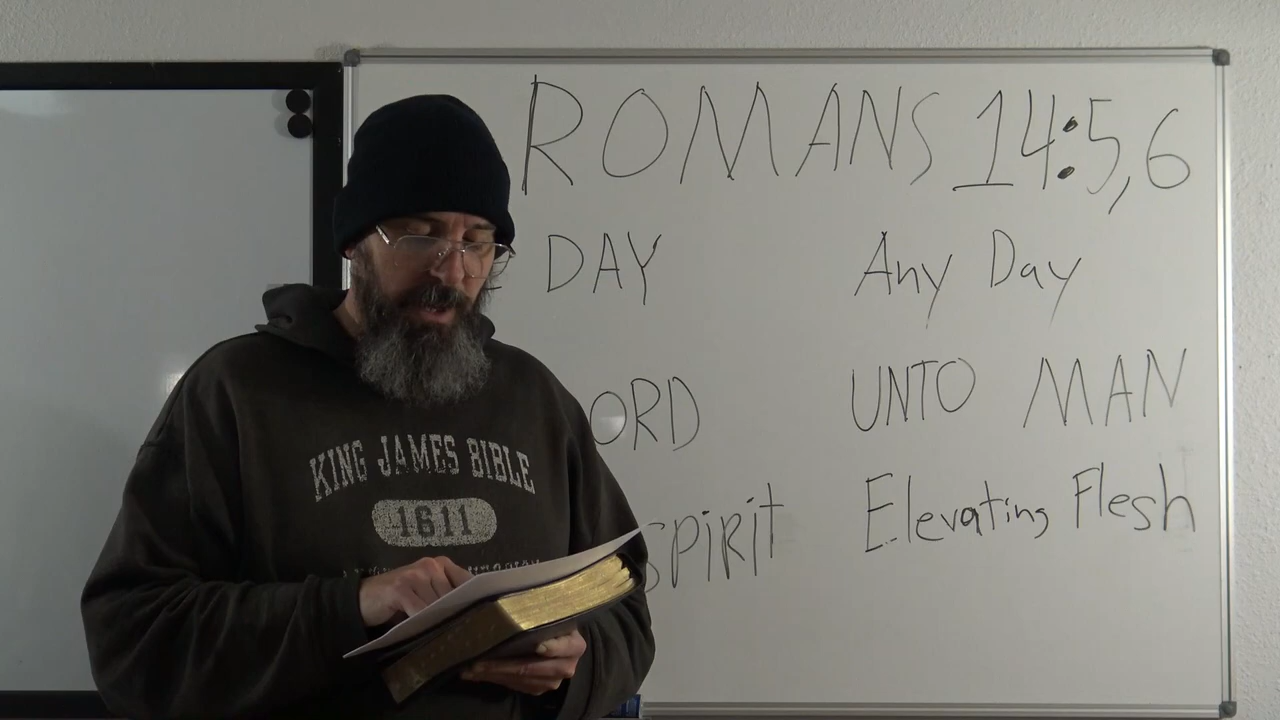 ROMANS 14:5,6
DAY Any Day
ORD UNTO MAN
SPiRit Elevating Flesh
KING JAMES BIBLE
1611